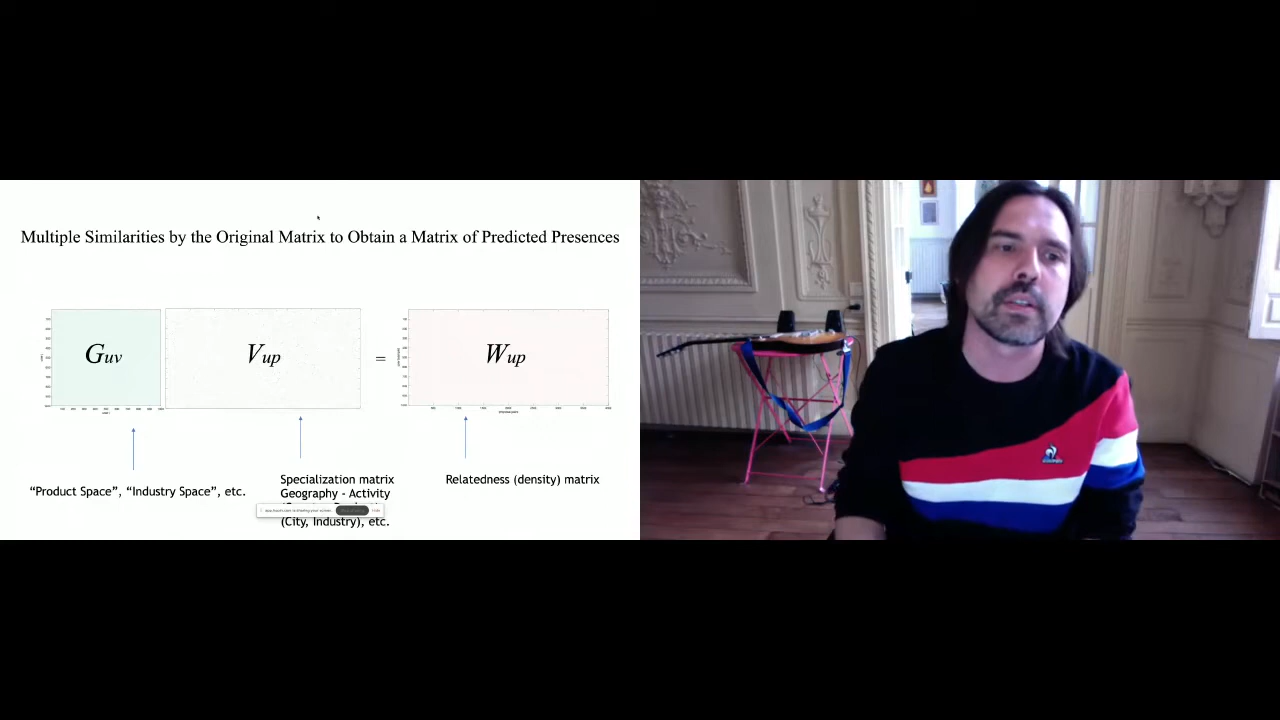 Multiple Similarities by the Original Matrix to Obtain a Matrix of Predicted Presences
Guv
Vup
=
Wup
"Product Space", "Industry Space", etc.
Specialization matrix
Geography - Activity
(City, Industry), etc.
Relatedness (density) matrix